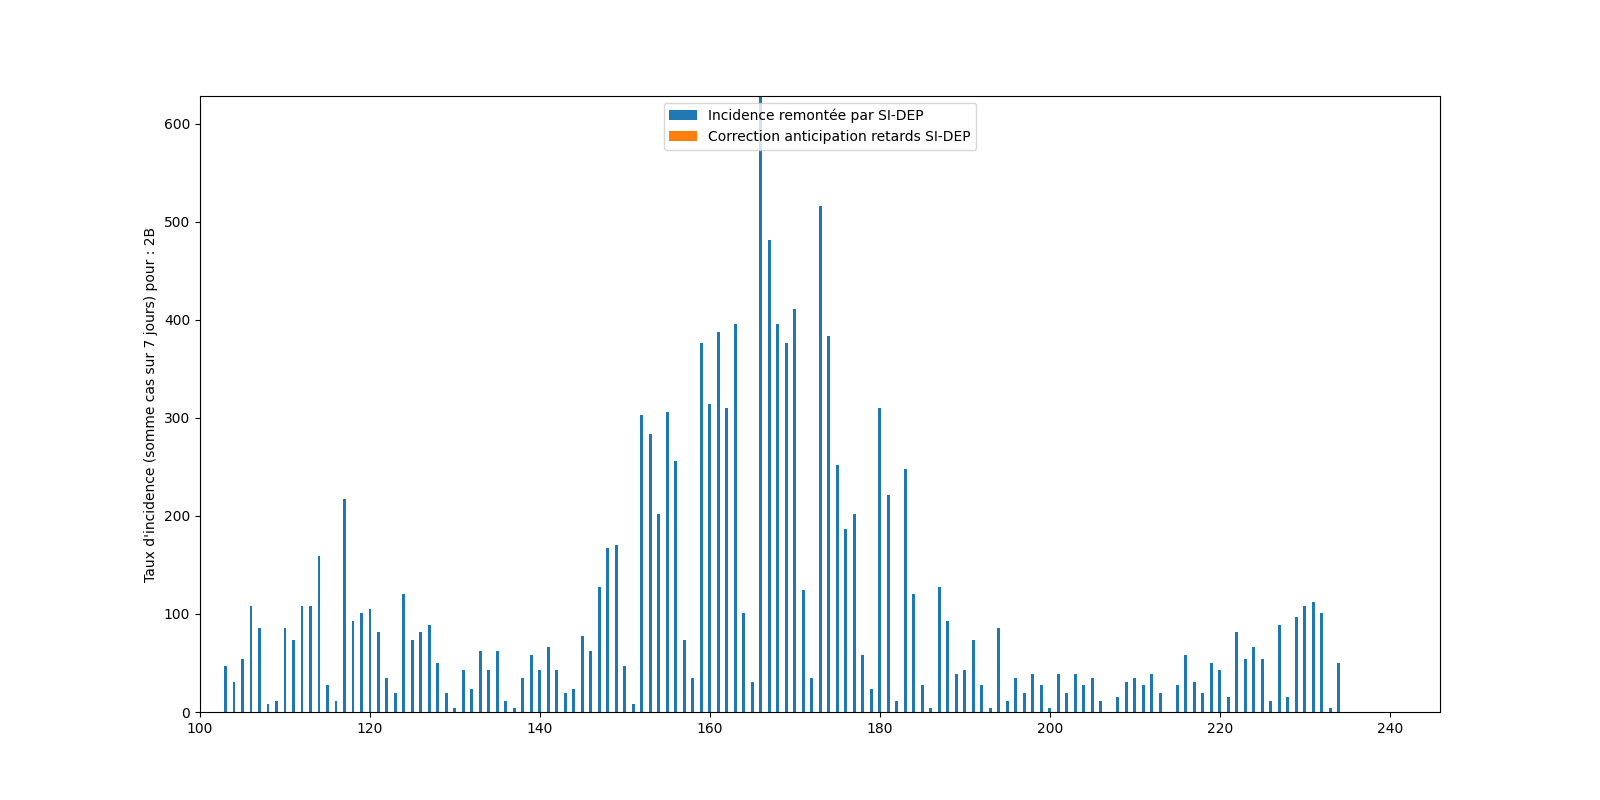 Incidence remontée par SI-DEP
Correction anticipation retards SI-DEP
Taux d'incidence (somme cas sur 7 jours) pour : 2B
600
500
400
300
200
100
0
100 120 140 160 180 200 220 240